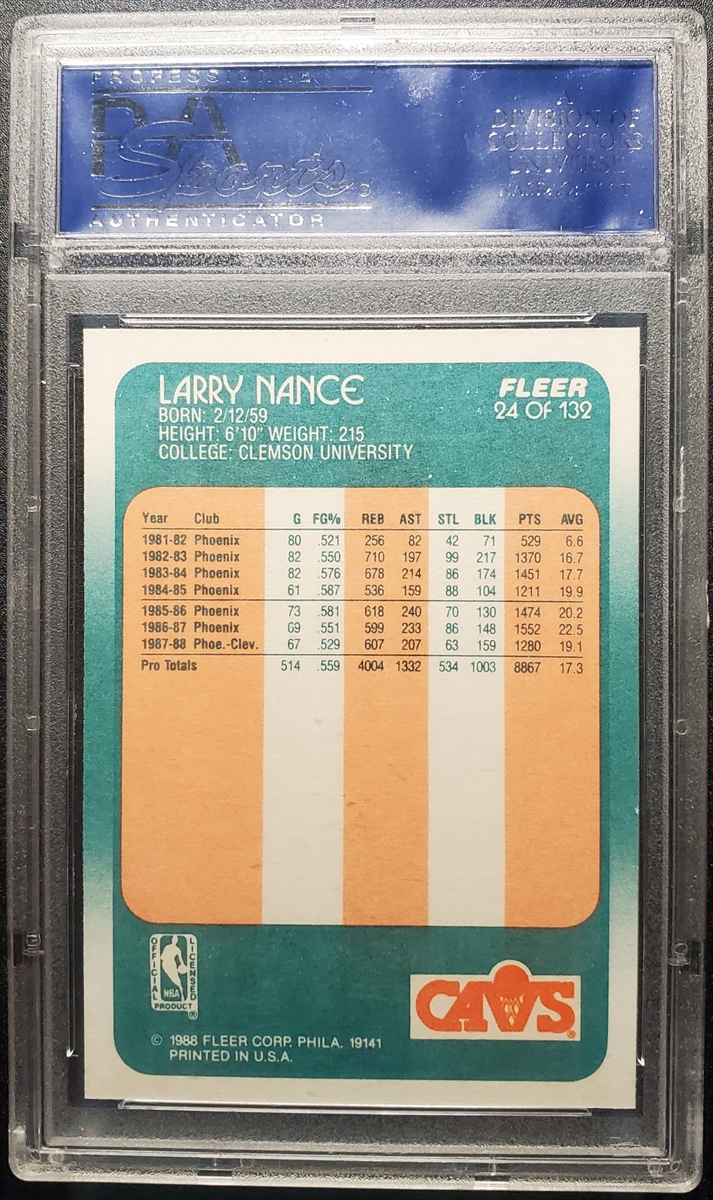 PROFESSIONAL
PSA
Sports
AUTHENTICATOR
A
DIVISION OF
COLLECTORS
UNIVERSE
LARRY NANCE
BORN: 2/12/59
HEIGHT: 6'10" WEIGHT: 215
COLLEGE: CLEMSON UNIVERSITY
FLEER
24 OF 132
Year Club G FG% REB AST STL BLK PTS AVG
1981-82 Phoenix 80 .521 256 82 42 71 529 6.6
1982-83 Phoenix 82 .550 710 197 99 217 1370 16.7
1983-84 Phoenix 82 .576 678 214 86 174 1451 17.7
1984-85 Phoenix 61 .587 536 159 88 104 1211 19.9
1985-86 Phoenix 73 .581 618 240 70 130 1474 20.2
1986-87 Phoenix 69 .551 599 233 86 148 1552 22.5
1987-88 Phoe.-Clev. 67 .529 607 207 63 159 1280 19.1
Pro Totals 514 .559 4004 1332 534 1003 8867 17.3
OFFICIAL LICENSED
NBA
PRODUCT ®
CAVS ®
© 1988 FLEER CORP. PHILA. 19141
PRINTED IN U.S.A.